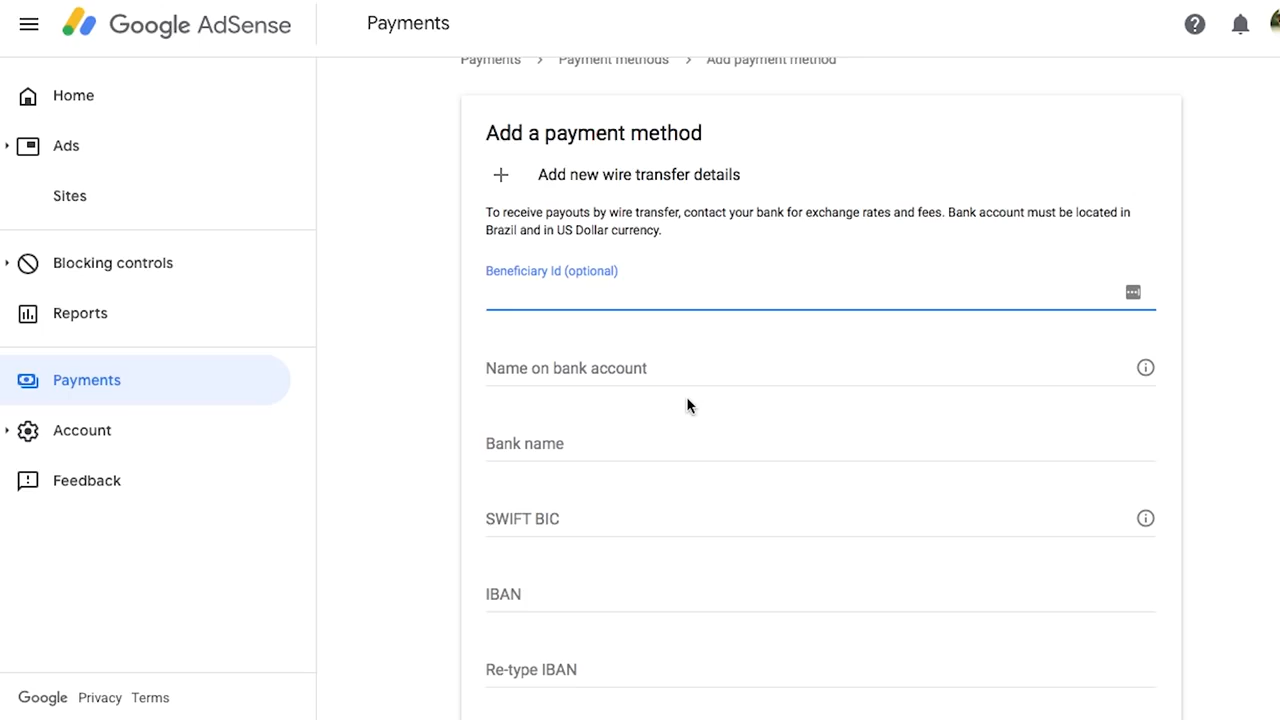 Google AdSense
Payments
Home
Ads
Sites
Blocking controls
Reports
Payments
Account
Feedback
Google Privacy Terms
Payments > Payment methods > Add payment method
Add a payment method
+ Add new wire transfer details
To receive payouts by wire transfer, contact your bank for exchange rates and fees. Bank account must be located in
Brazil and in US Dollar currency.
Beneficiary Id (optional)
Name on bank account
Bank name
SWIFT BIC
IBAN
Re-type IBAN